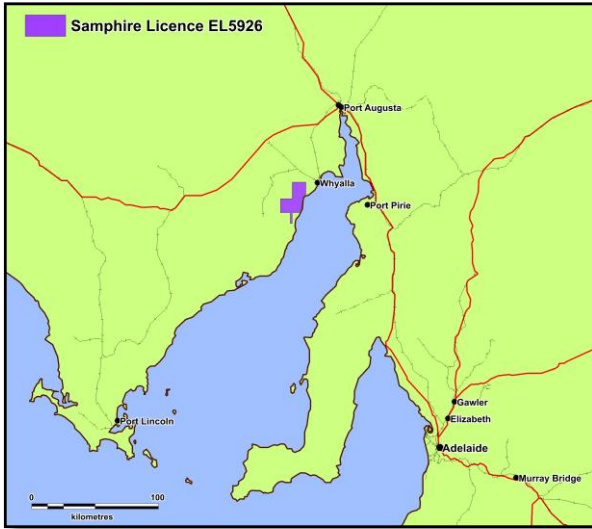 Samphire Licence EL5926
Port Augusta
Whyalla
Port Pirie
Gawler
Elizabeth
Port Lincoln
Adelaide
Murray Bridge
0 100
kilometres